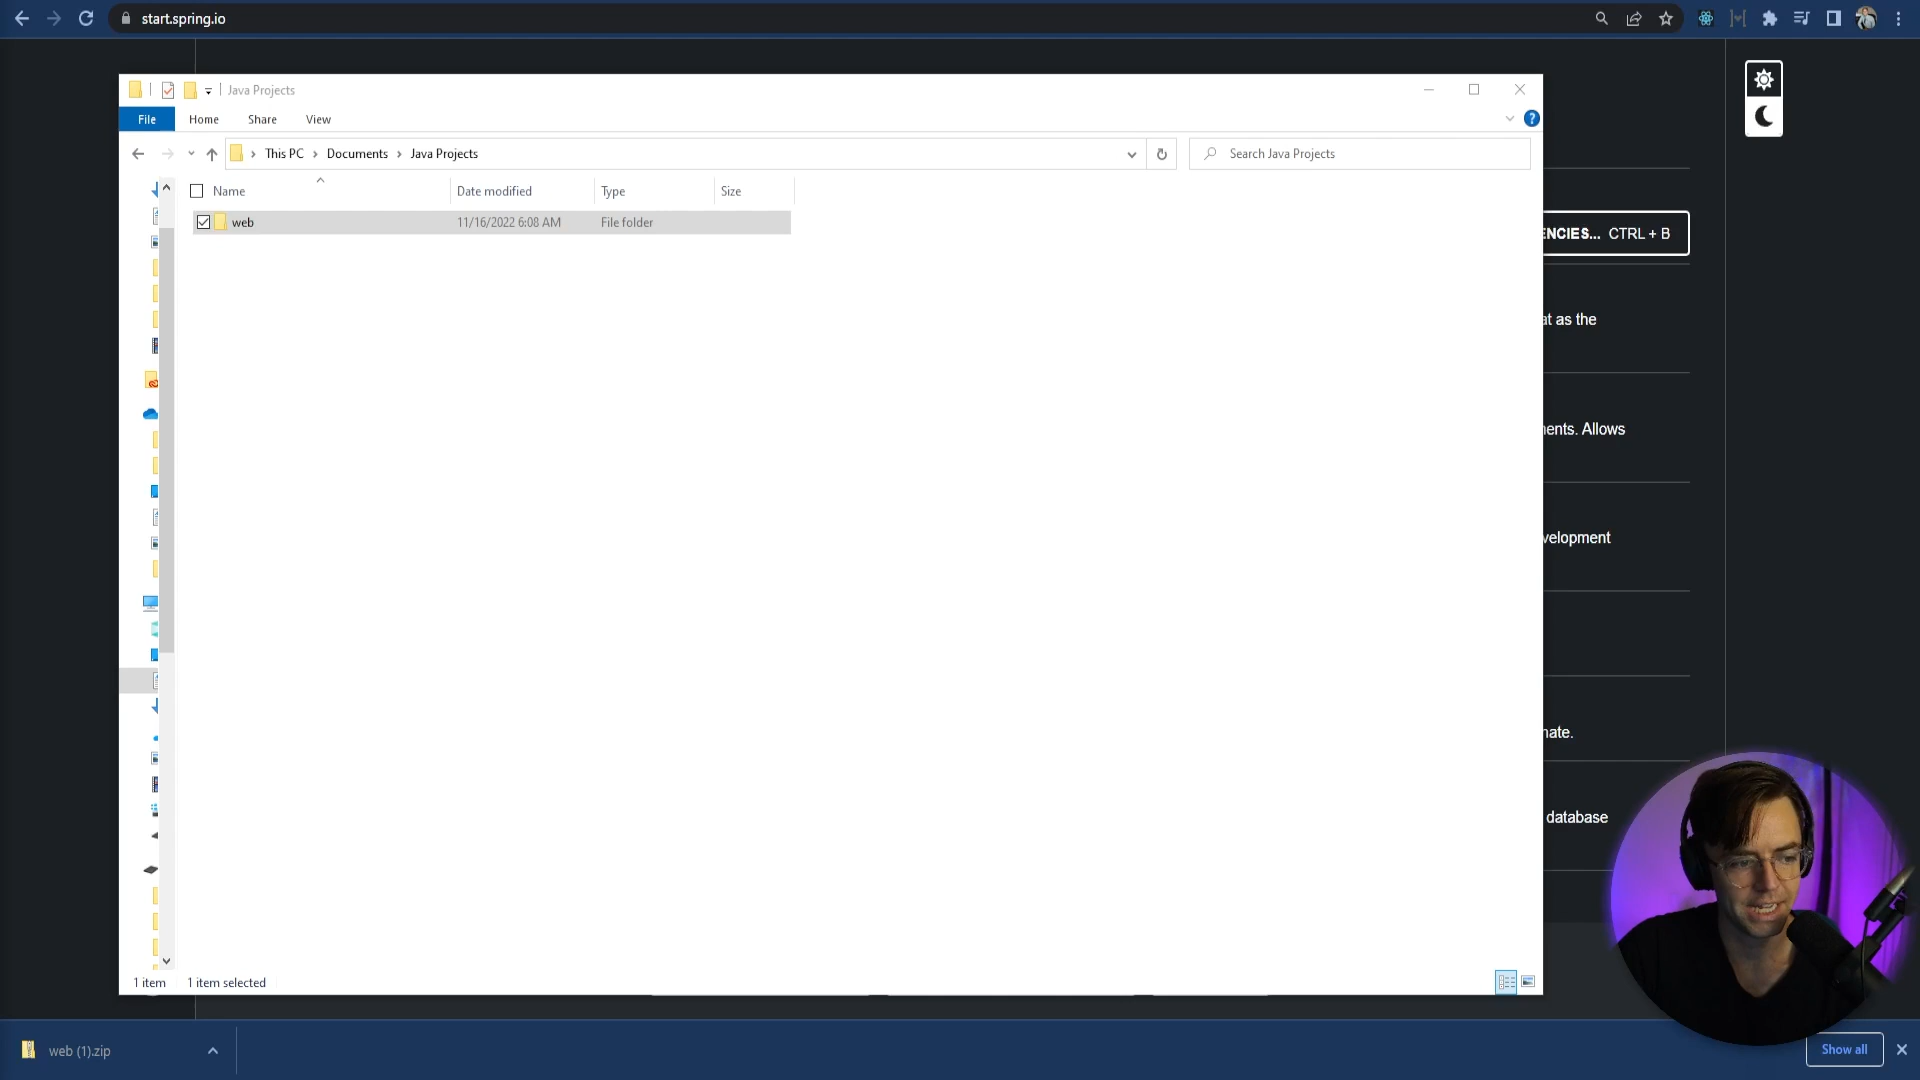 start.spring.io
Java Projects
File Home Share View
This PC Documents Java Projects
Search Java Projects
Name Date modified Type Size
web 11/16/2022 6:08 AM File folder
ENCIES... CTRL + B
at as the
ents. Allows
velopment
nate.
database
1 item 1 item selected
web (1).zip
Show all